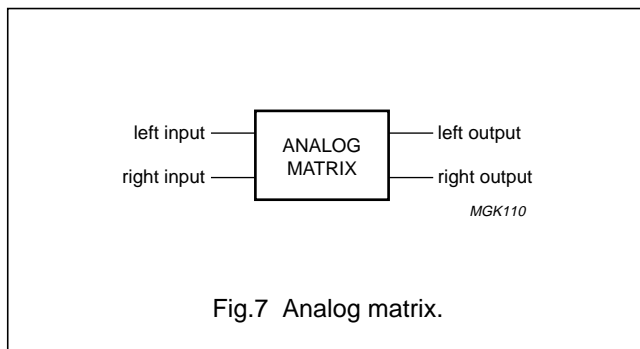 left input
ANALOG
MATRIX
left output
right input
right output
MGK110
Fig.7 Analog matrix.